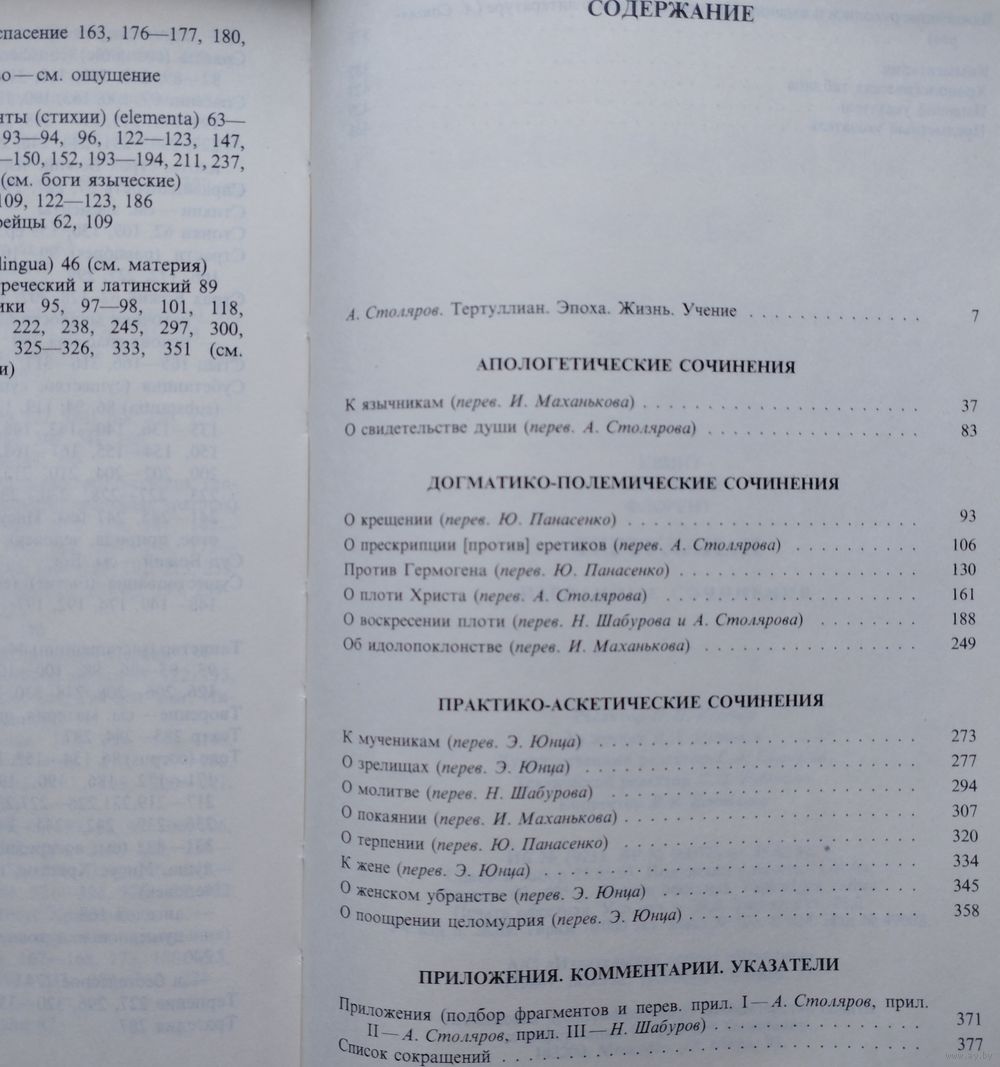 спасение 163, 176—177, 180,
о — см. ощущение
нты (стихии) (elementa) 63—
93—94, 96, 122—123, 147,
—150, 152, 193—194, 211, 237,
(см. боги языческие)
109, 122—123, 186
рейцы 62, 109
lingua) 46 (см. материя)
реческий и латинский 89
ики 95, 97—98, 101, 118,
222, 238, 245, 297, 300,
325—326, 333, 351 (см.
и)
СОДЕРЖАНИЕ
А. Столяров. Тертуллиан. Эпоха. Жизнь. Учение . . . . . . . . . . . . . 7
АПОЛОГЕТИЧЕСКИЕ СОЧИНЕНИЯ
К язычникам (перев. И. Маханькова) . . . . . . . . . . . . . . . . . . . . . 37
О свидетельстве души (перев. А. Столярова) . . . . . . . . . . . . . . . . 83
ДОГМАТИКО-ПОЛЕМИЧЕСКИЕ СОЧИНЕНИЯ
О крещении (перев. Ю. Панасенко) . . . . . . . . . . . . . . . . . . . . . . 93
О прескрипции [против] еретиков (перев. А. Столярова) . . . . . . . . . 106
Против Гермогена (перев. Ю. Панасенко) . . . . . . . . . . . . . . . . . . 130
О плоти Христа (перев. А. Столярова) . . . . . . . . . . . . . . . . . . . . 161
О воскресении плоти (перев. Н. Шабурова и А. Столярова) . . . . . . . . 188
Об идолопоклонстве (перев. И. Маханькова) . . . . . . . . . . . . . . . . 249
ПРАКТИКО-АСКЕТИЧЕСКИЕ СОЧИНЕНИЯ
К мученикам (перев. Э. Юнца) . . . . . . . . . . . . . . . . . . . . . . . . 273
О зрелищах (перев. Э. Юнца) . . . . . . . . . . . . . . . . . . . . . . . . . 277
О молитве (перев. Н. Шабурова) . . . . . . . . . . . . . . . . . . . . . . . 294
О покаянии (перев. И. Маханькова) . . . . . . . . . . . . . . . . . . . . . 307
О терпении (перев. Ю. Панасенко) . . . . . . . . . . . . . . . . . . . . . . 320
К жене (перев. Э. Юнца) . . . . . . . . . . . . . . . . . . . . . . . . . . . 334
О женском убранстве (перев. Э. Юнца) . . . . . . . . . . . . . . . . . . . 345
О поощрении целомудрия (перев. Э. Юнца) . . . . . . . . . . . . . . . . . 358
ПРИЛОЖЕНИЯ. КОММЕНТАРИИ. УКАЗАТЕЛИ
Приложения (подбор фрагментов и перев. прил. I — А. Столяров, прил.
II — А. Столяров, прил. III — Н. Шабуров) . . . . . . . . . . . . . . . 371
Список сокращений . . . . . . . . . . . . . . . . . . . . . . . . . . . . . 377
www.ay.by